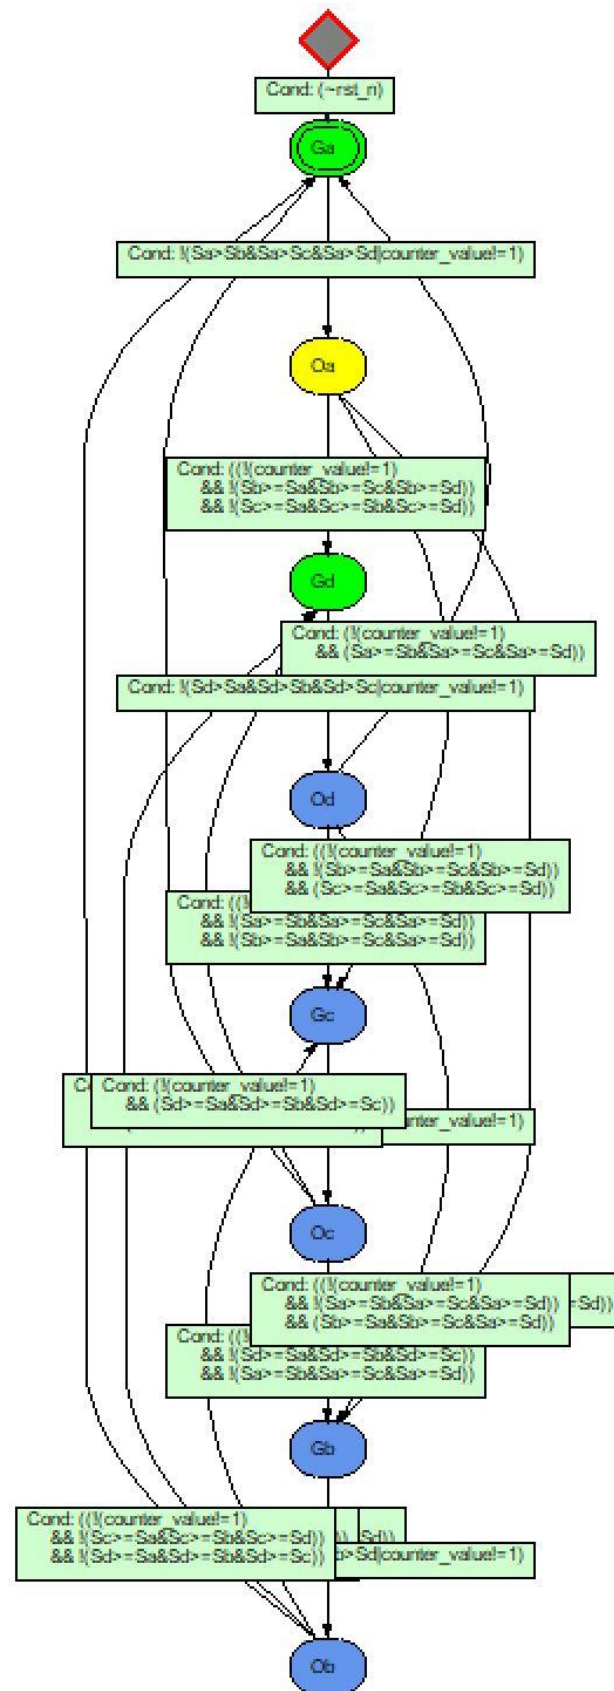 Cond: (~rst_n)
Ga
Cond: !(Sa>Sb&Sa>Sc&Sa>Sd|counter_value!=1)
Oa
Cond: ((!(counter_value!=1)
&& !(Sb>=Sa&Sb>=Sc&Sb>=Sd))
&& !(Sc>=Sa&Sc>=Sb&Sc>=Sd))
Gd
Cond: (!(counter_value!=1)
&& (Sa>=Sb&Sa>=Sc&Sa>=Sd))
Cond: !(Sd>Sa&Sd>Sb&Sd>Sc|counter_value!=1)
Od
Cond: ((!(counter_value!=1)
&& !(Sb>=Sa&Sb>=Sc&Sb>=Sd))
&& (Sc>=Sa&Sc>=Sb&Sc>=Sd))
Cond: ((!
&& !(Sa>=Sb&Sa>=Sc&Sa>=Sd))
&& !(Sb>=Sa&Sb>=Sc&Sa>=Sd))
Gc
Cond: (!(counter_value!=1)
&& (Sd>=Sa&Sd>=Sb&Sd>=Sc))
unter_value!=1)
Oc
Cond: ((!(counter_value!=1)
&& !(Sa>=Sb&Sa>=Sc&Sa>=Sd))
&& (Sb>=Sa&Sb>=Sc&Sa>=Sd))
=Sd))
Cond: ((!
&& !(Sd>=Sa&Sd>=Sb&Sd>=Sc))
&& !(Sa>=Sb&Sa>=Sc&Sa>=Sd))
Gb
Cond: ((!(counter_value!=1)
&& !(Sc>=Sa&Sc>=Sb&Sc>=Sd))
&& !(Sd>=Sa&Sd>=Sb&Sd>=Sc))
Sd))
>Sd|counter_value!=1)
Ob